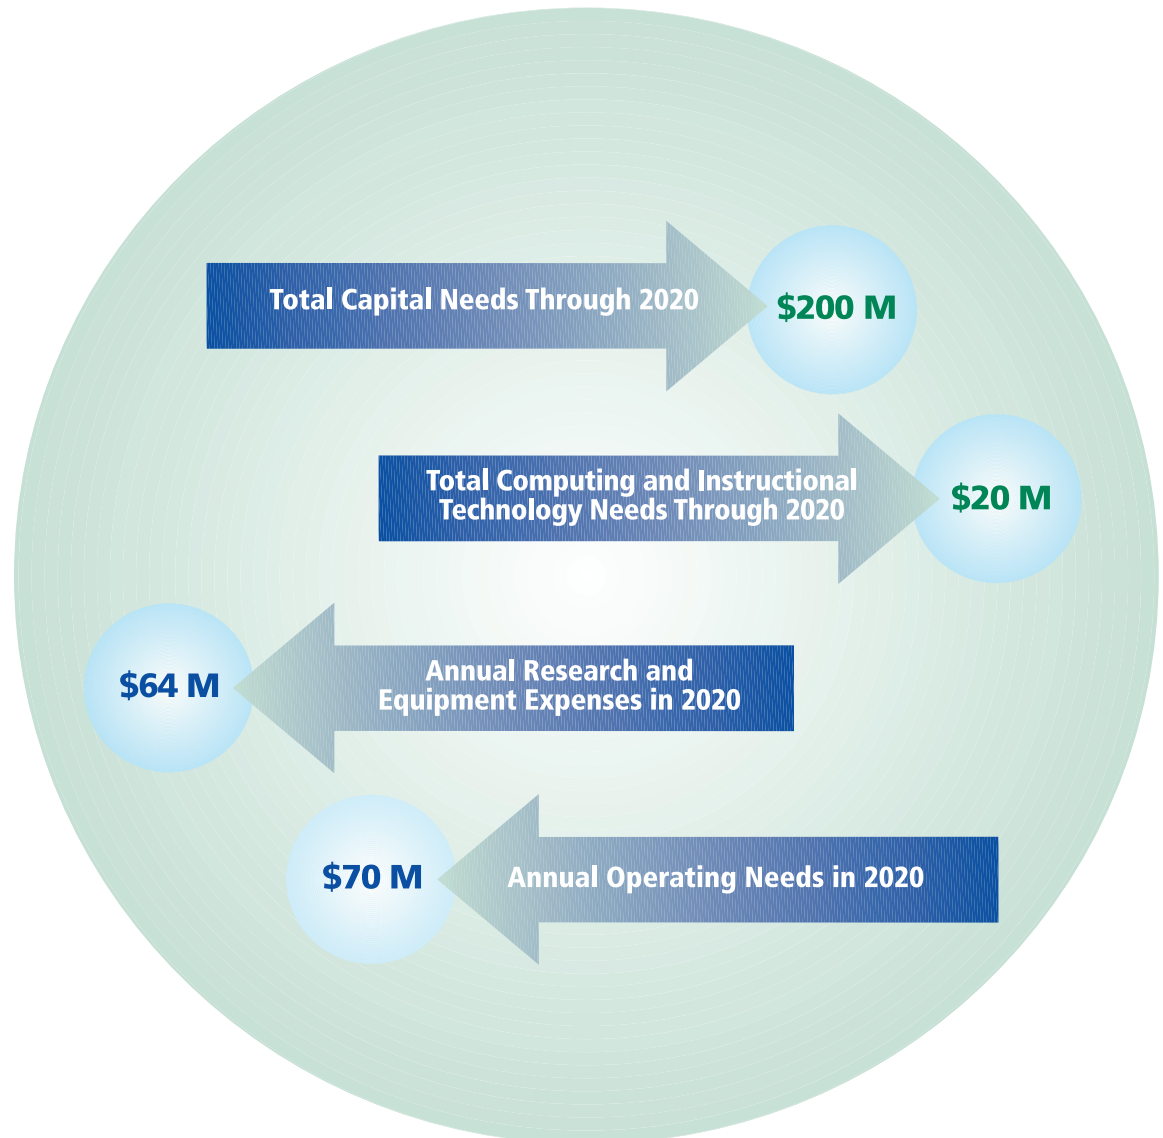 Total Capital Needs Through 2020
$200 M
Total Computing and Instructional
Technology Needs Through 2020
$20 M
$64 M
Annual Research and
Equipment Expenses in 2020
$70 M
Annual Operating Needs in 2020